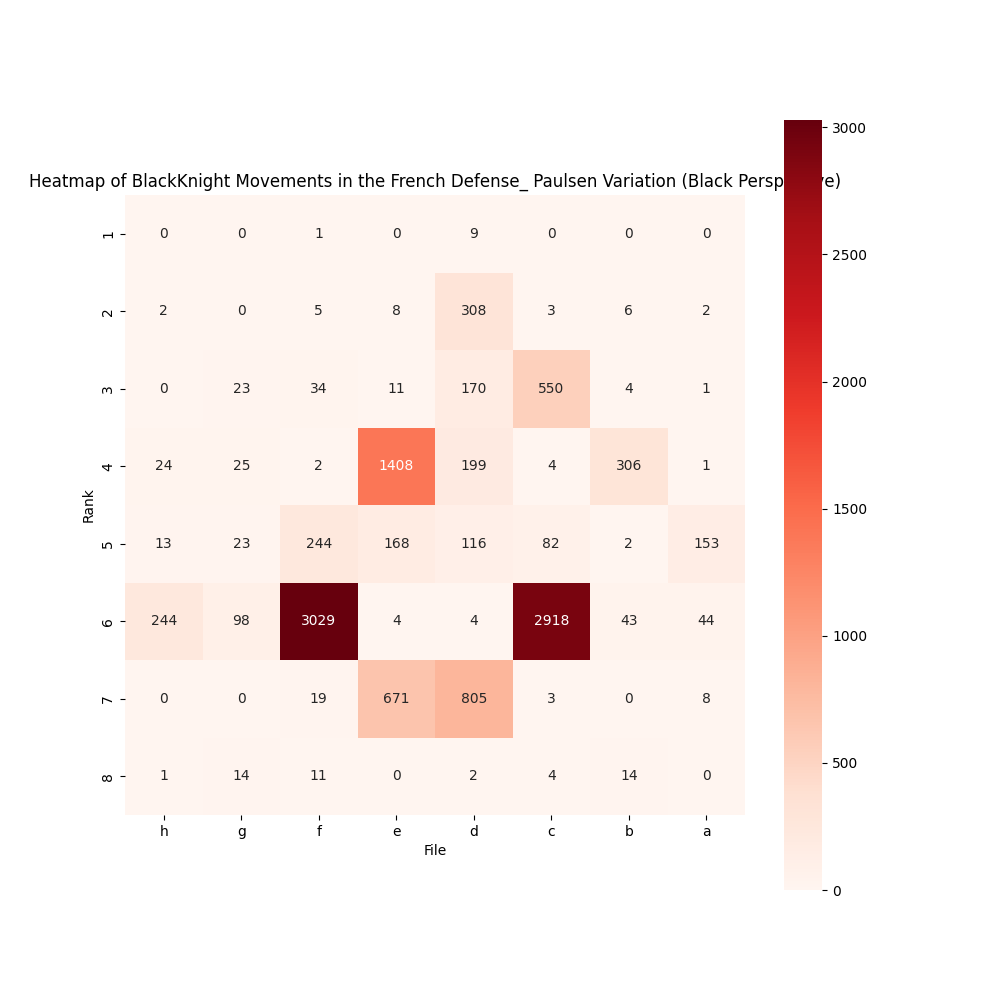 3000
Heatmap of BlackKnight Movements in the French Defense_ Paulsen Variation (Black Persp ve)
1 0 0 1 0 9 0 0 0
2500
2 2 0 5 8 308 3 6 2
2000
3 0 23 34 11 170 550 4 1
4 24 25 2 1408 199 4 306 1
1500
Rank
5 13 23 244 168 116 82 2 153
1000
6 244 98 3029 4 4 2918 43 44
7 0 0 19 671 805 3 0 8
500
8 1 14 11 0 2 4 14 0
h g f e d c b a
File
0